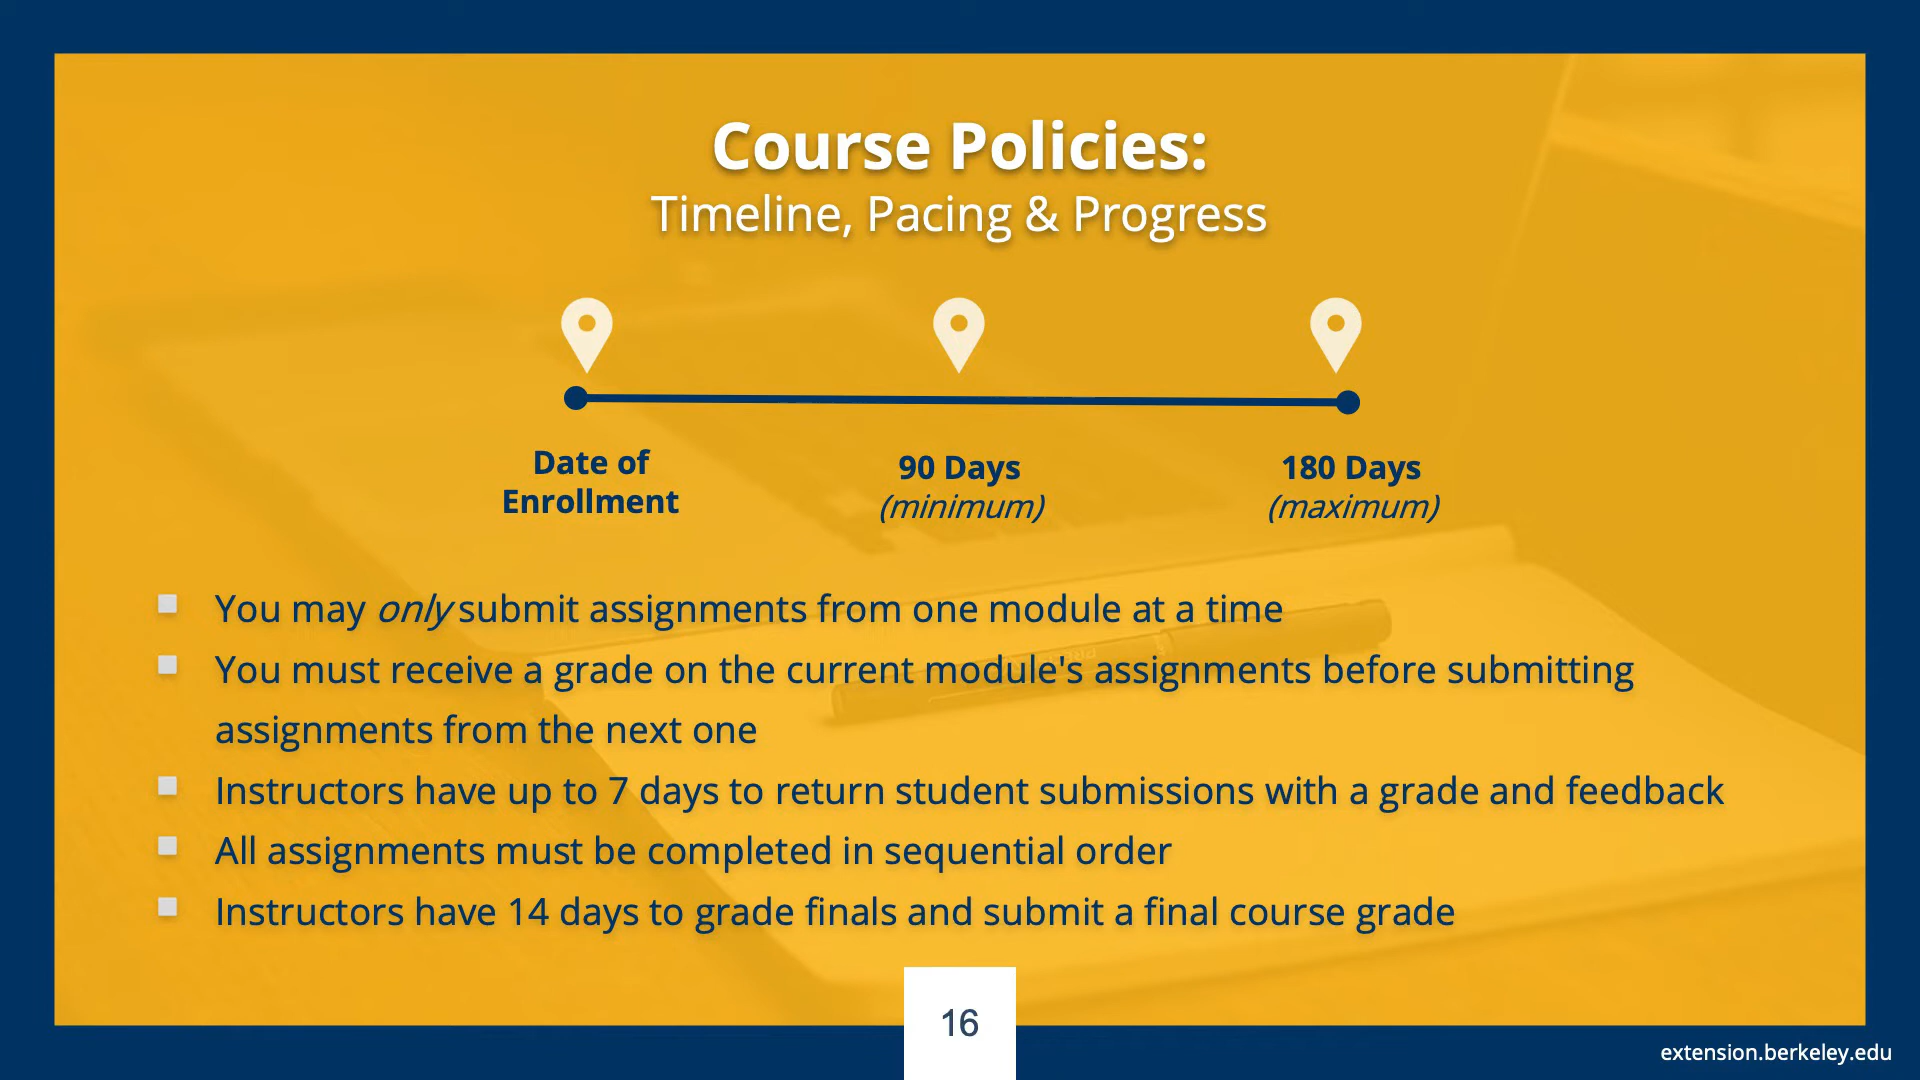 Course Policies:
Timeline, Pacing & Progress
Date of
Enrollment
90 Days
(minimum)
180 Days
(maximum)
You may only submit assignments from one module at a time
You must receive a grade on the current module's assignments before submitting
assignments from the next one
Instructors have up to 7 days to return student submissions with a grade and feedback
All assignments must be completed in sequential order
Instructors have 14 days to grade finals and submit a final course grade
16
extension.berkeley.edu